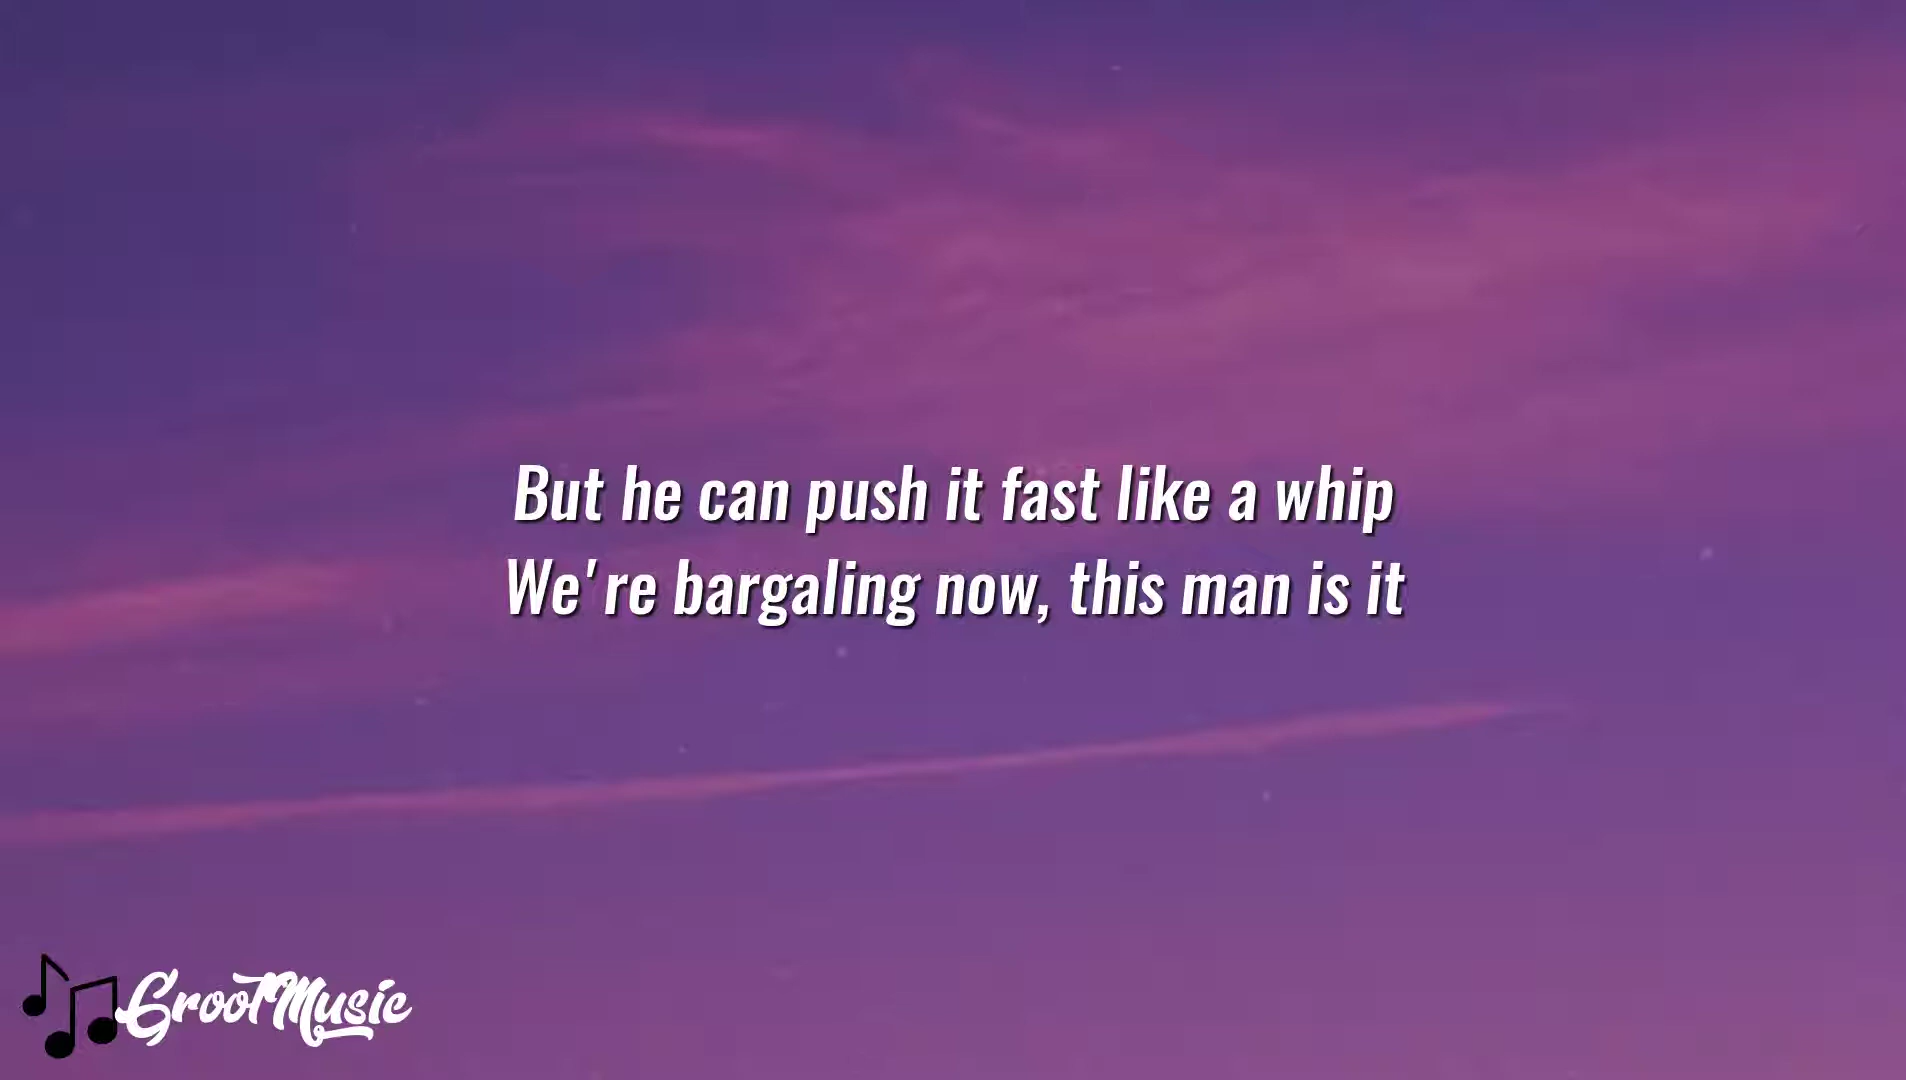 But he can push it fast like a whip
We're bargaling now, this man is it
GrootMusic